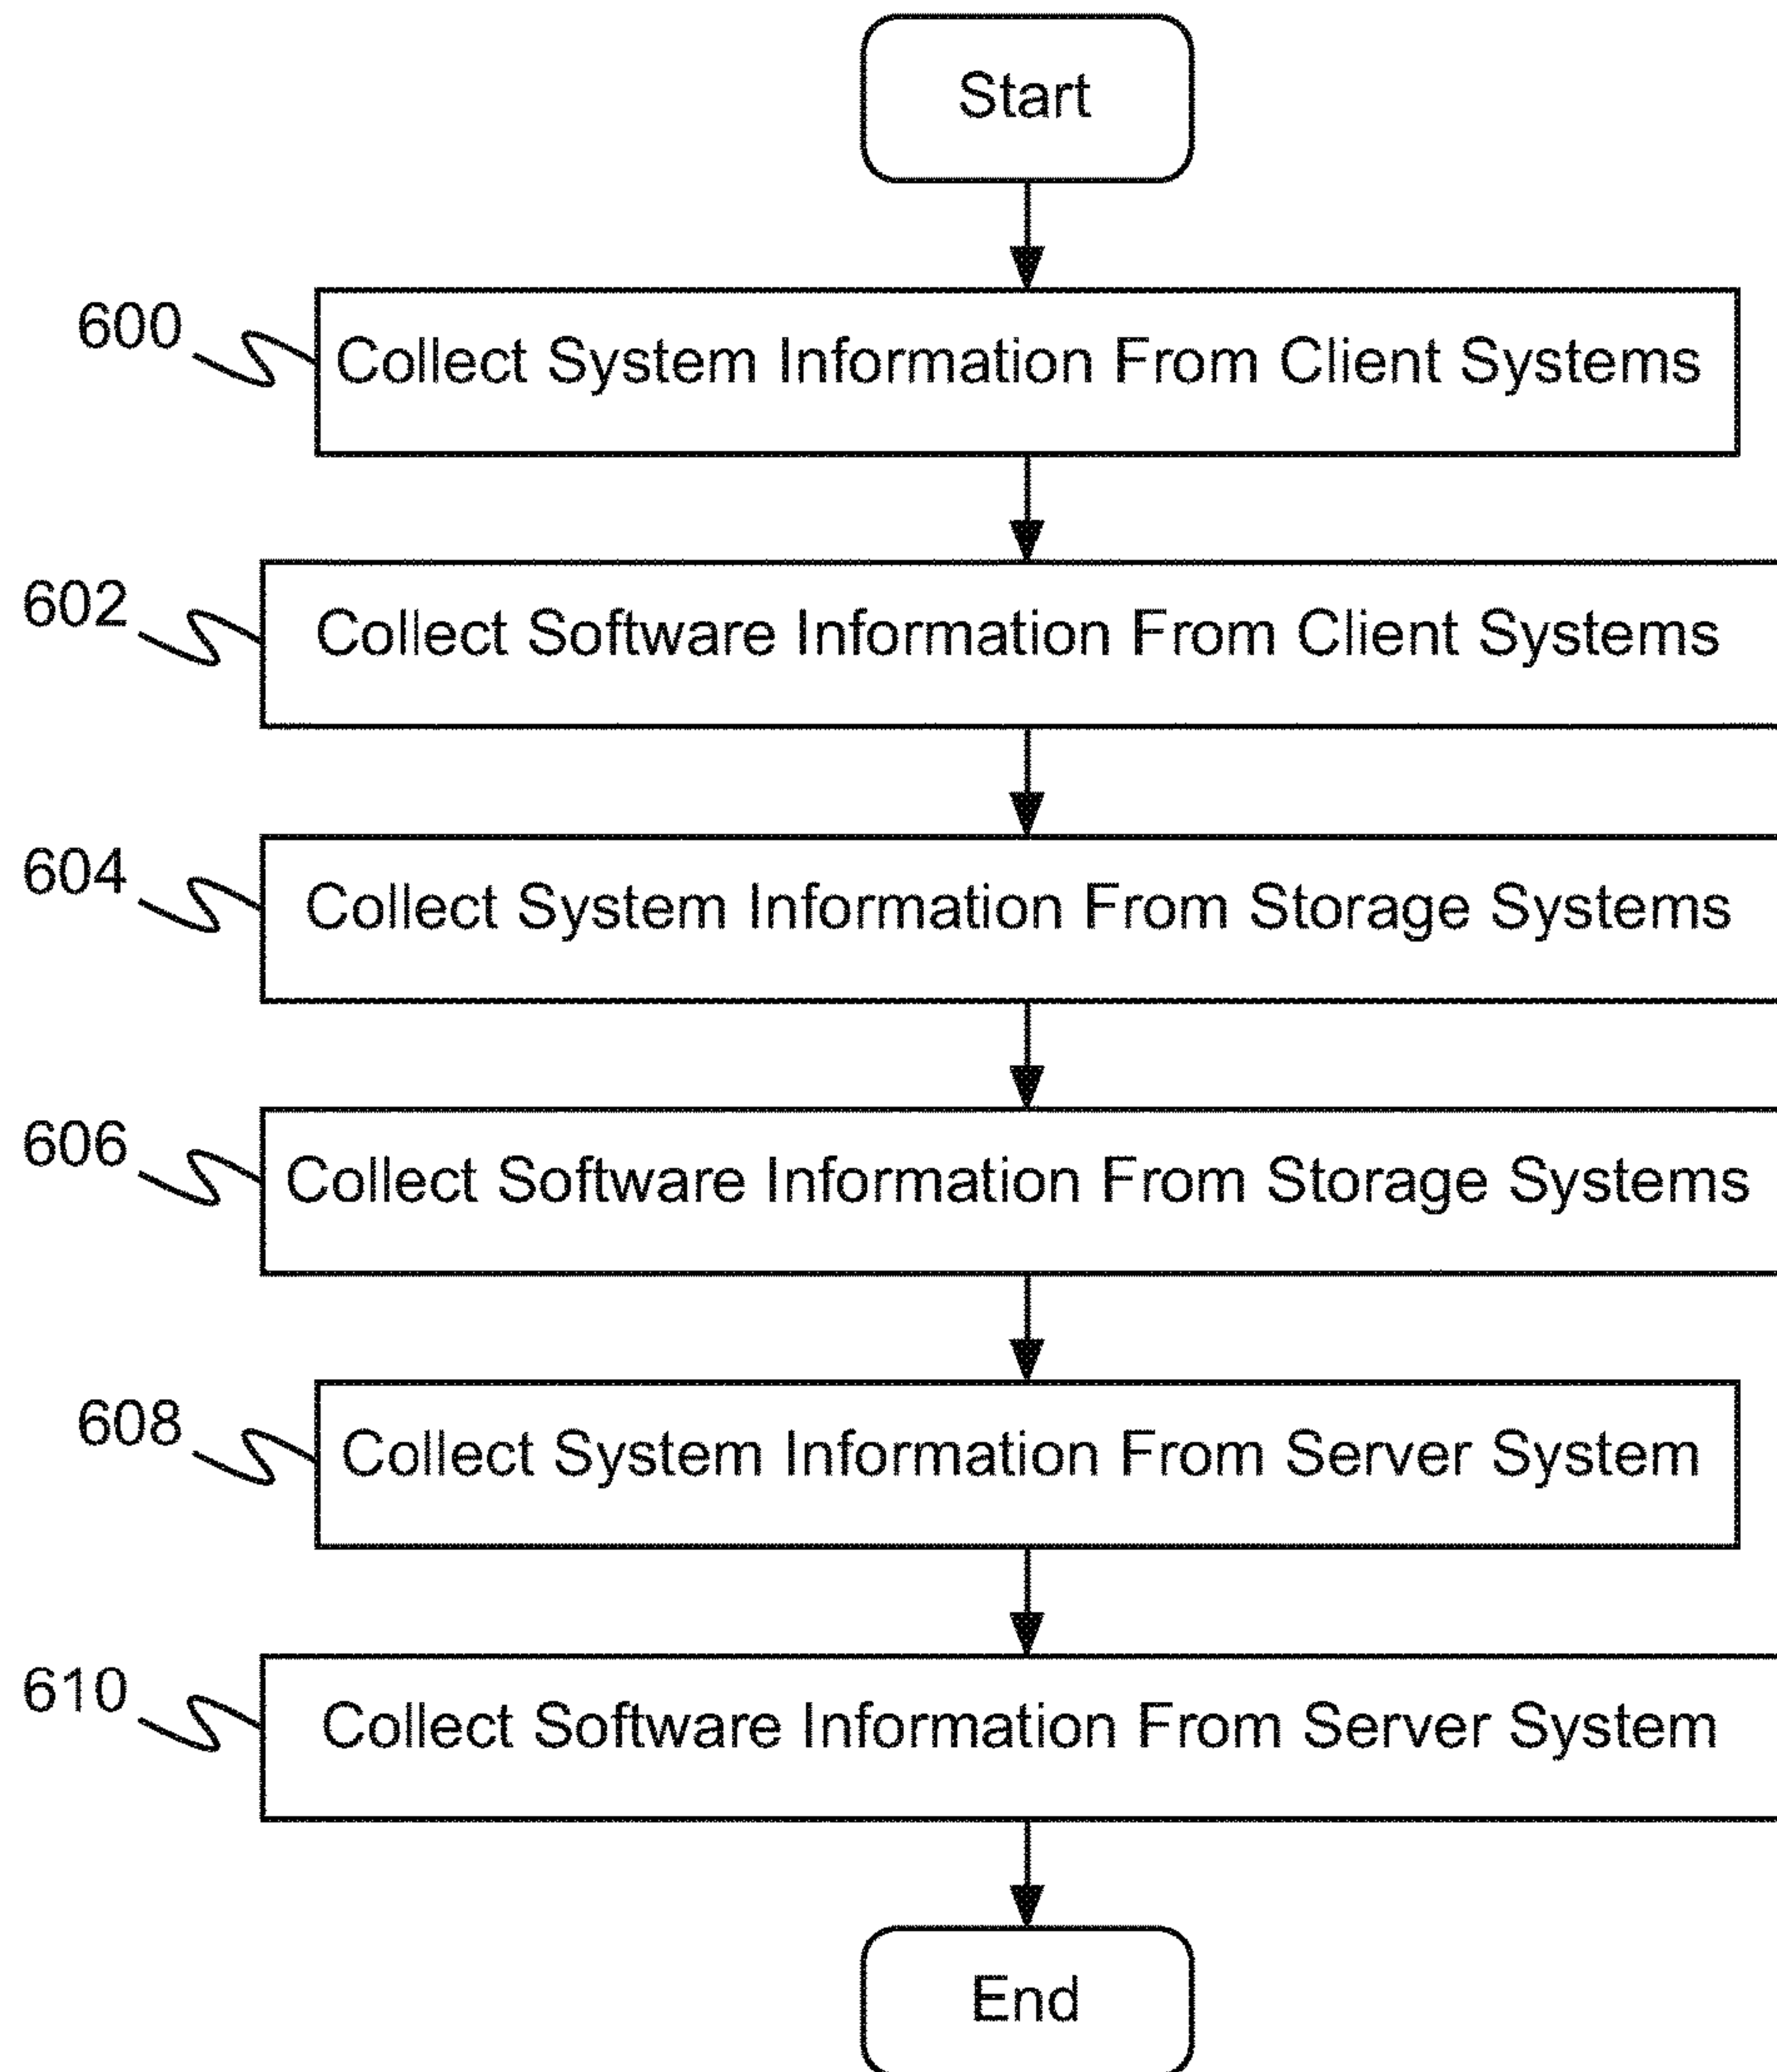 Start
600
Collect System Information From Client Systems
602
Collect Software Information From Client Systems
604
Collect System Information From Storage Systems
606
Collect Software Information From Storage Systems
608
Collect System Information From Server System
610
Collect Software Information From Server System
End